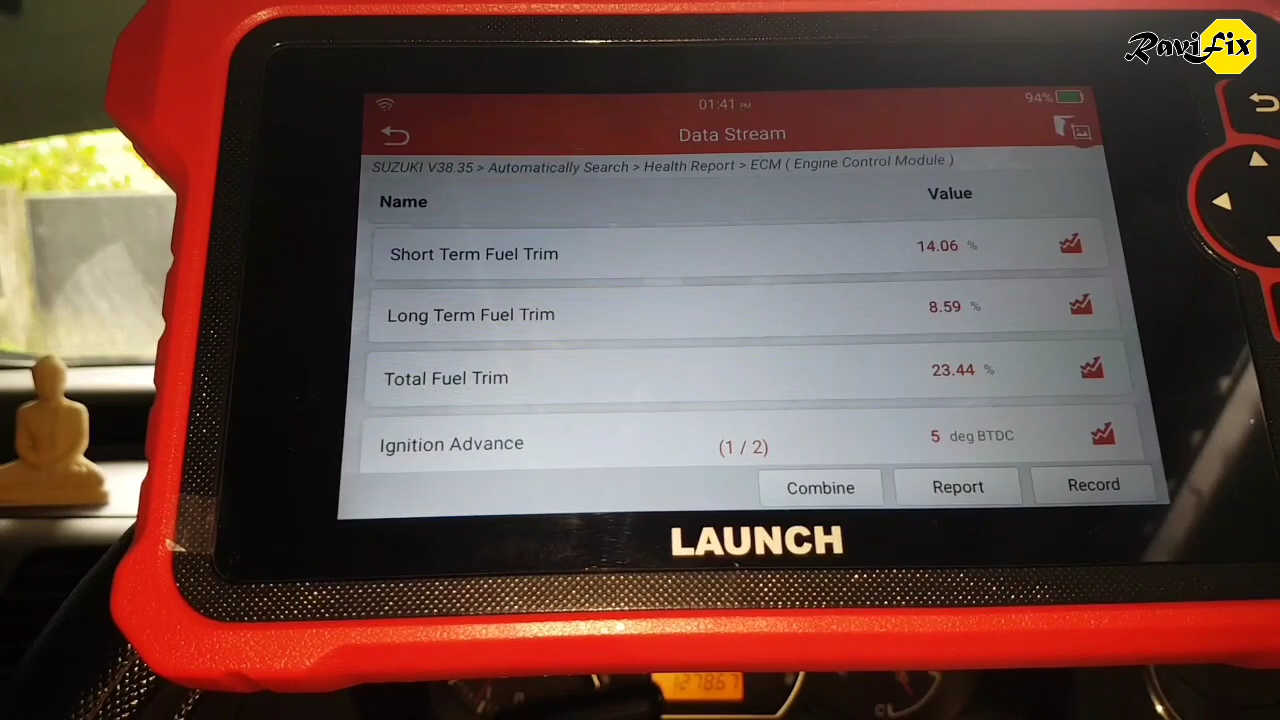 RaviFix
01:41 PM
94%
Data Stream
SUZUKI V38.35 > Automatically Search > Health Report > ECM ( Engine Control Module )
Name Value
Short Term Fuel Trim 14.06 %
Long Term Fuel Trim 8.59 %
Total Fuel Trim 23.44 %
Ignition Advance (1 / 2) 5 deg BTDC
Combine Report Record
LAUNCH
127867
C